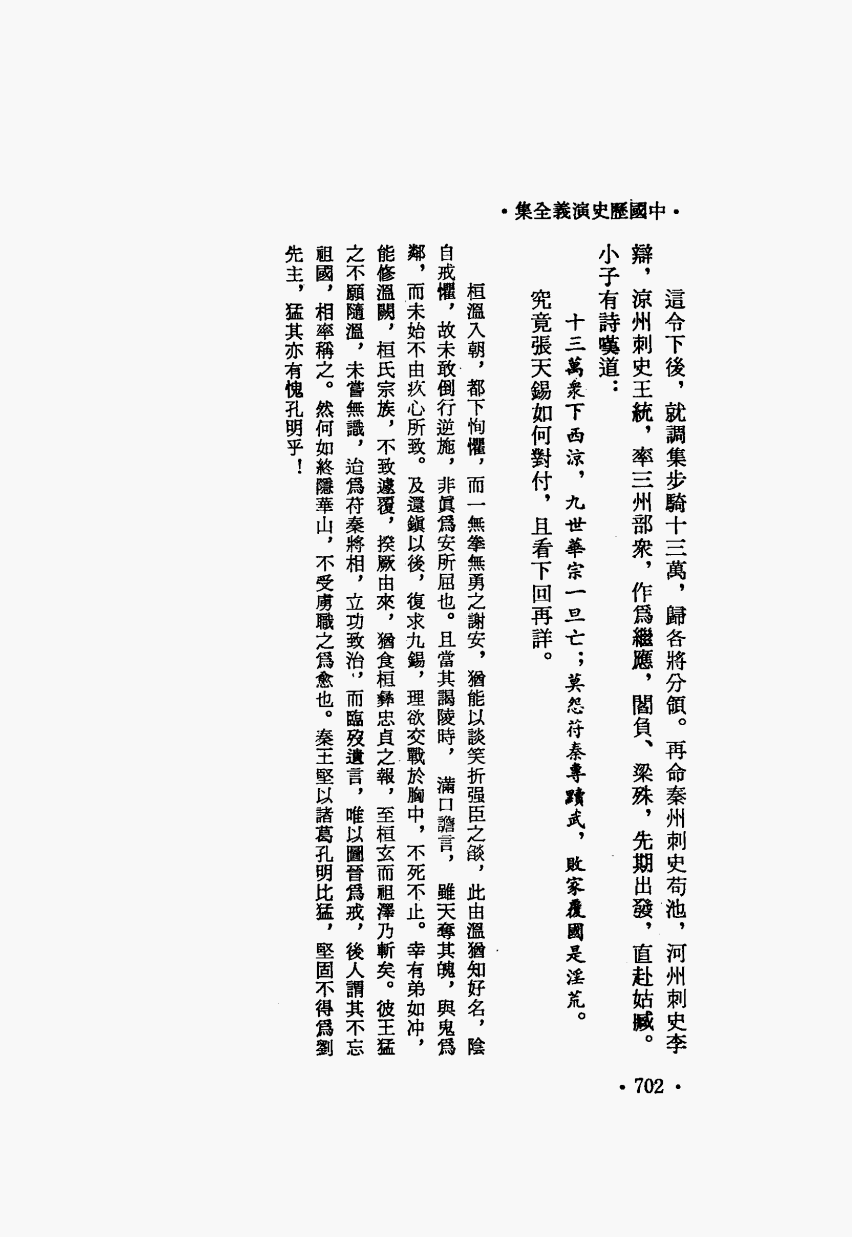 •中國歷史演義全集•
這令下後，就調集步騎十三萬，歸各將分領。再命秦州刺史苟池，河州刺史李
辯，涼州刺史王統，率三州部衆，作爲繼應，閻負、梁殊，先期出發，直赴姑臧。
小子有詩嘆道：
十三萬衆下西涼，九世華宗一旦亡；莫怨苻秦專黷武，敗家覆國是淫荒。
究竟張天錫如何對付，且看下回再詳。
桓溫入朝，都下恟懼，而一無拳無勇之謝安，猶能以談笑折强臣之燄，此由溫猶知好名，陰
自戒懼，故未敢倒行逆施，非眞爲安所屈也。且當其謁陵時，滿口譫言，雖天奪其魄，與鬼爲
鄰，而未始不由疚心所致。及還鎭以後，復求九錫，理欲交戰於胸中，不死不止。幸有弟如冲，
能修溫闕，桓氏宗族，不致遽覆，揆厥由來，猶食桓彝忠貞之報，至桓玄而祖澤乃斬矣。彼王猛
之不願隨溫，未嘗無識，迨爲苻秦將相，立功致治，而臨歿遺言，唯以圖晉爲戒，後人謂其不忘
祖國，相率稱之。然何如終隱華山，不受虜職之爲愈也。秦王堅以諸葛孔明比猛，堅固不得爲劉
先主，猛其亦有愧孔明乎！
•702•